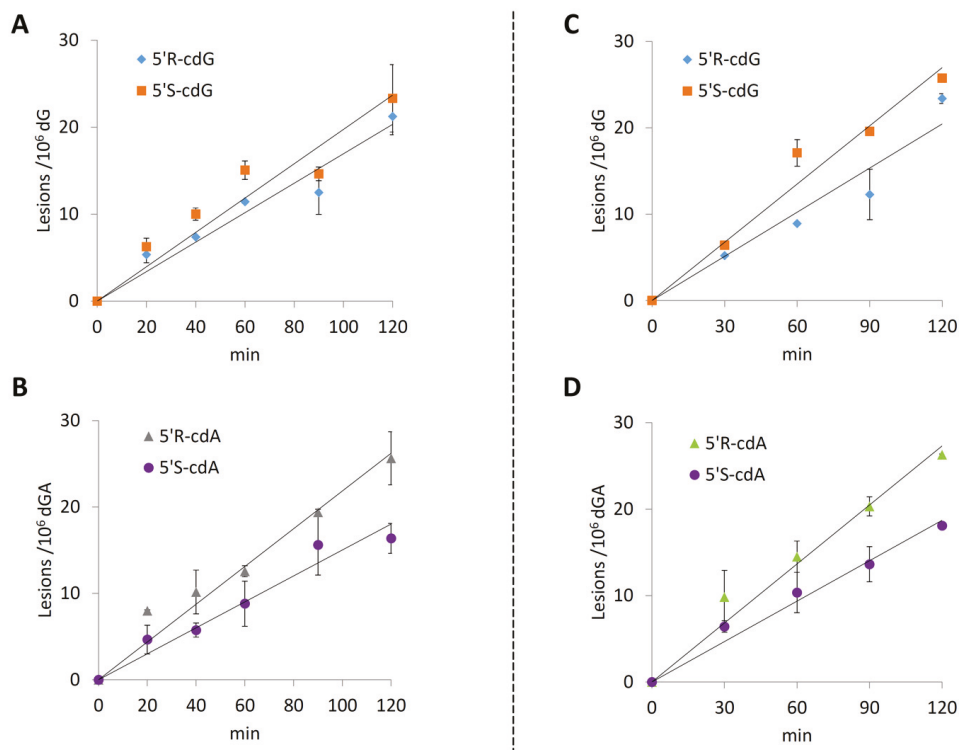 A
30
20
10
0
Lesions /10⁶ dG
5'R-cdG
5'S-cdG
0 20 40 60 80 100 120
min
B
30
20
10
0
Lesions /10⁶ dGA
5'R-cdA
5'S-cdA
0 20 40 60 80 100 120
min
C
30
20
10
0
Lesions /10⁶ dG
5'R-cdG
5'S-cdG
0 30 60 90 120
min
D
30
20
10
0
Lesions /10⁶ dGA
5'R-cdA
5'S-cdA
0 30 60 90 120
min